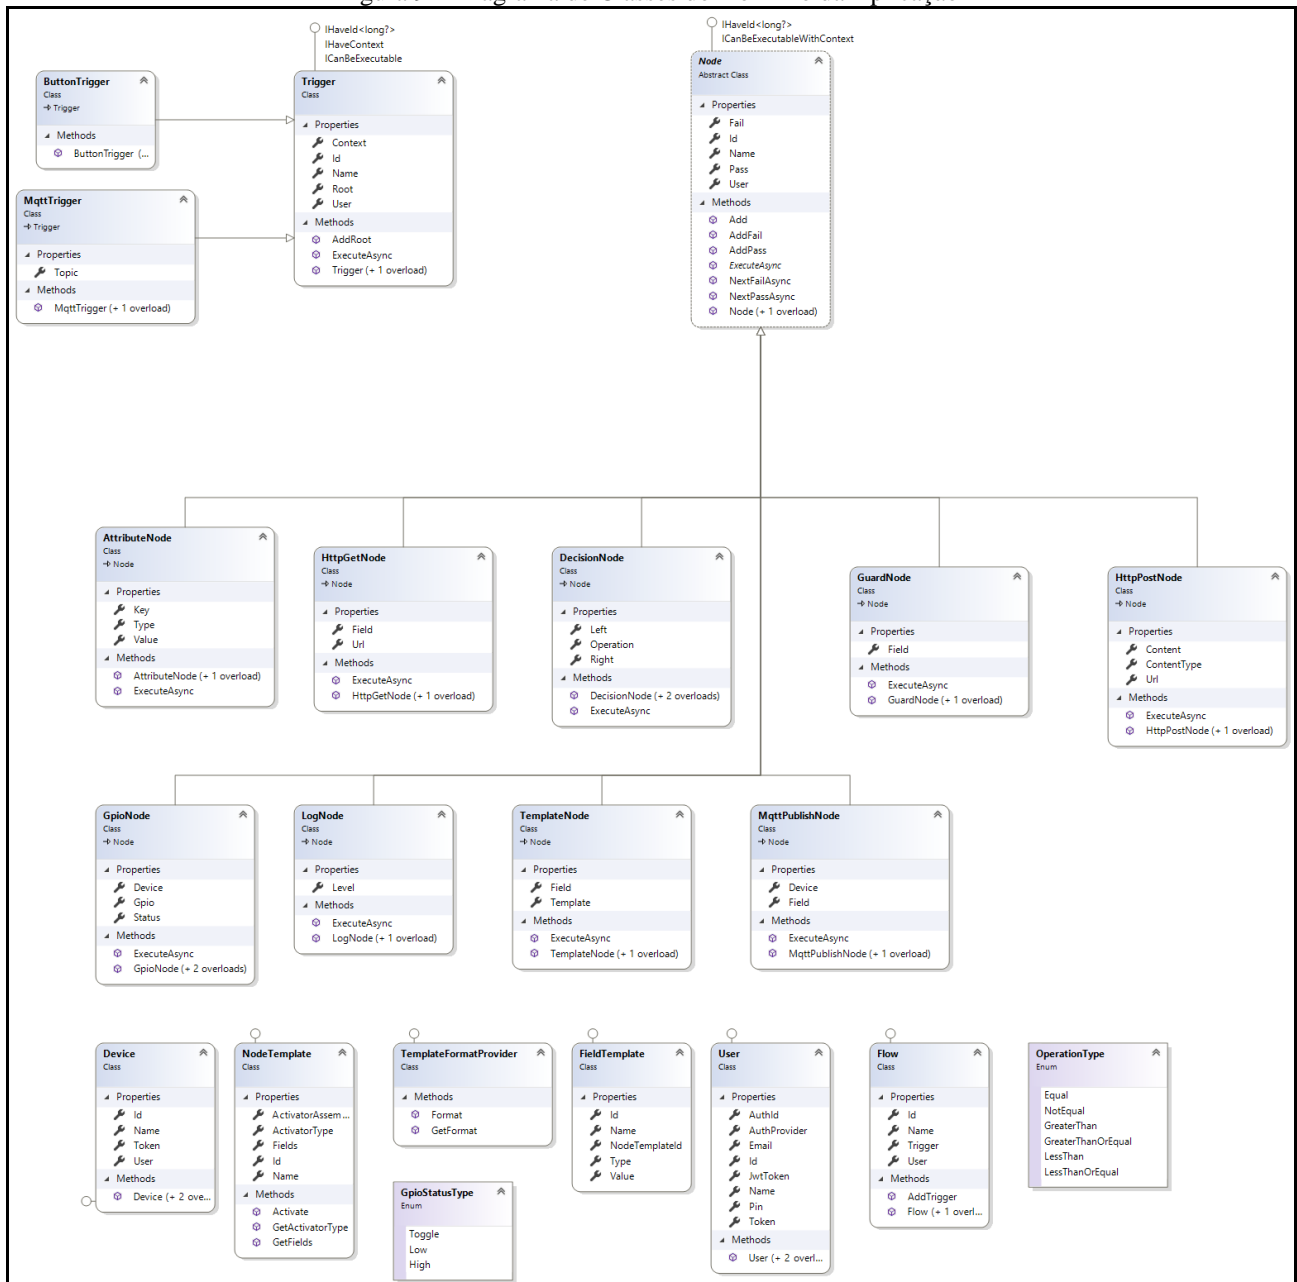 IHaveId<long?>
IHaveContext
ICanBeExecutable
IHaveId<long?>
ICanBeExecutableWithContext
ButtonTrigger
Class
Trigger
Methods
ButtonTrigger (...
MqttTrigger
Class
Trigger
Properties
Topic
Methods
MqttTrigger (+ 1 overload)
Trigger
Class
Properties
Context
Id
Name
Root
User
Methods
AddRoot
ExecuteAsync
Trigger (+ 1 overload)
Node
Abstract Class
Properties
Fail
Id
Name
Pass
User
Methods
Add
AddFail
AddPass
ExecuteAsync
NextFailAsync
NextPassAsync
Node (+ 1 overload)
AttributeNode
Class
Node
Properties
Key
Type
Value
Methods
AttributeNode (+ 1 overload)
ExecuteAsync
HttpGetNode
Class
Node
Properties
Field
Url
Methods
ExecuteAsync
HttpGetNode (+ 1 overload)
DecisionNode
Class
Node
Properties
Left
Operation
Right
Methods
DecisionNode (+ 2 overloads)
ExecuteAsync
GuardNode
Class
Node
Properties
Field
Methods
ExecuteAsync
GuardNode (+ 1 overload)
HttpPostNode
Class
Node
Properties
Content
ContentType
Url
Methods
ExecuteAsync
HttpPostNode (+ 1 overload)
GpioNode
Class
Node
Properties
Device
Gpio
Status
Methods
ExecuteAsync
GpioNode (+ 2 overloads)
LogNode
Class
Node
Properties
Level
Methods
ExecuteAsync
LogNode (+ 1 overload)
TemplateNode
Class
Node
Properties
Field
Template
Methods
ExecuteAsync
TemplateNode (+ 1 overload)
MqttPublishNode
Class
Node
Properties
Device
Field
Methods
ExecuteAsync
MqttPublishNode (+ 1 overload)
Device
Class
Properties
Id
Name
Token
User
Methods
Device (+ 2 ove...
NodeTemplate
Class
Properties
ActivatorAssem...
ActivatorType
Fields
Id
Name
Methods
Activate
GetActivatorType
GetFields
TemplateFormatProvider
Class
Methods
Format
GetFormat
GpioStatusType
Enum
Toggle
Low
High
FieldTemplate
Class
Properties
Id
Name
NodeTemplateId
Type
Value
User
Class
Properties
AuthId
AuthProvider
Email
Id
JwtToken
Name
Pin
Token
Methods
User (+ 2 overl...
Flow
Class
Properties
Id
Name
Trigger
User
Methods
AddTrigger
Flow (+ 1 overl...
OperationType
Enum
Equal
NotEqual
GreaterThan
GreaterThanOrEqual
LessThan
LessThanOrEqual